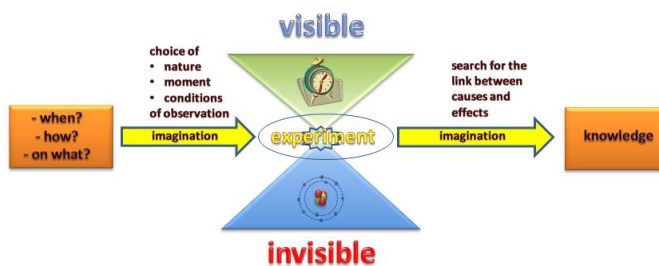 visible
choice of
• nature
• moment
• conditions
of observation
search for the
link between
causes and
effects
- when?
- how?
- on what?
imagination
experiment
imagination
knowledge
invisible